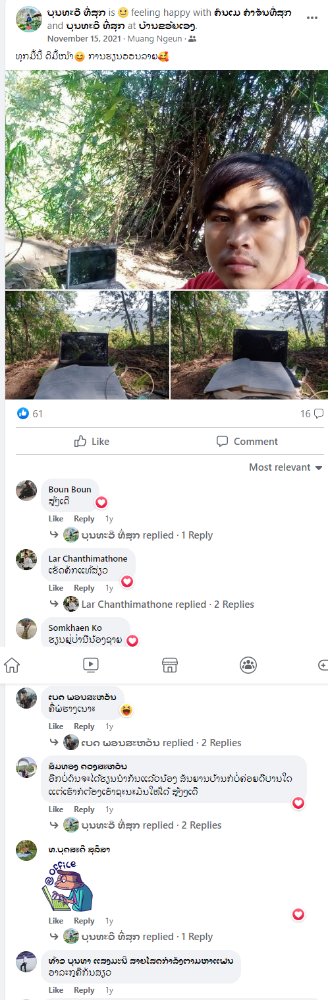 ບຸນທະວີ ທີ່ສຸກ is feeling happy with ຄົນເມ ຄຳຈັນທີ່ສຸກ
and ບຸນທະວີ ທີ່ສຸກ at ບ້ານຂອ້ຍເອງ.
November 15, 2021 · Muang Ngeun ·
ທຸກມື້ນີ້ ດີມື້ໜ້າ😊 ການຮຽນອອນລາຍ🥰
61
16
Like
Comment
Most relevant
Boun Boun
ສູ້ໆເດີ
Like Reply 1y
ບຸນທະວີ ທີ່ສຸກ replied · 1 Reply
Lar Chanthimathone
ເຮັດຄັກແທ້ສ່ຽວ
Like Reply 1y
Lar Chanthimathone replied · 2 Replies
Somkhaen Ko
ຮຽນຢູ່ປ່ານີນ້ອງຊາຍ
ເບດ ພອນສະຫວັນ
ຄືພໍຮາງເນາະ
Like Reply 1y
ເບດ ພອນສະຫວັນ replied · 2 Replies
ສົມທອງ ດວງສະຫວັນ
ອີກບໍ່ດົນຈະໄດ້ຮຽນນຳກັນແລ້ວນ້ອງ ສັນຍານບ້ານກໍ່ບໍ່ຄ່ອຍດີປານໃດ
ແຕ່ເຮົາກໍຕ້ອງເອົາຊະນະມັນໃຫ້ໄດ້ ສູ້ໆໆເດີ
Like Reply 1y
ບຸນທະວີ ທີ່ສຸກ replied · 2 Replies
ທ.ບຸດສະດີ ສຸລິສາ
@office
Like Reply 1y
ບຸນທະວີ ທີ່ສຸກ replied · 1 Reply
ທ້າວ ບຸນທາ ແສງມະນີ ສາຍໂສດກຳລັງຕາມຫາແຟນ
ອາລະກູຄືກັນສຽວ
Like Reply 1y